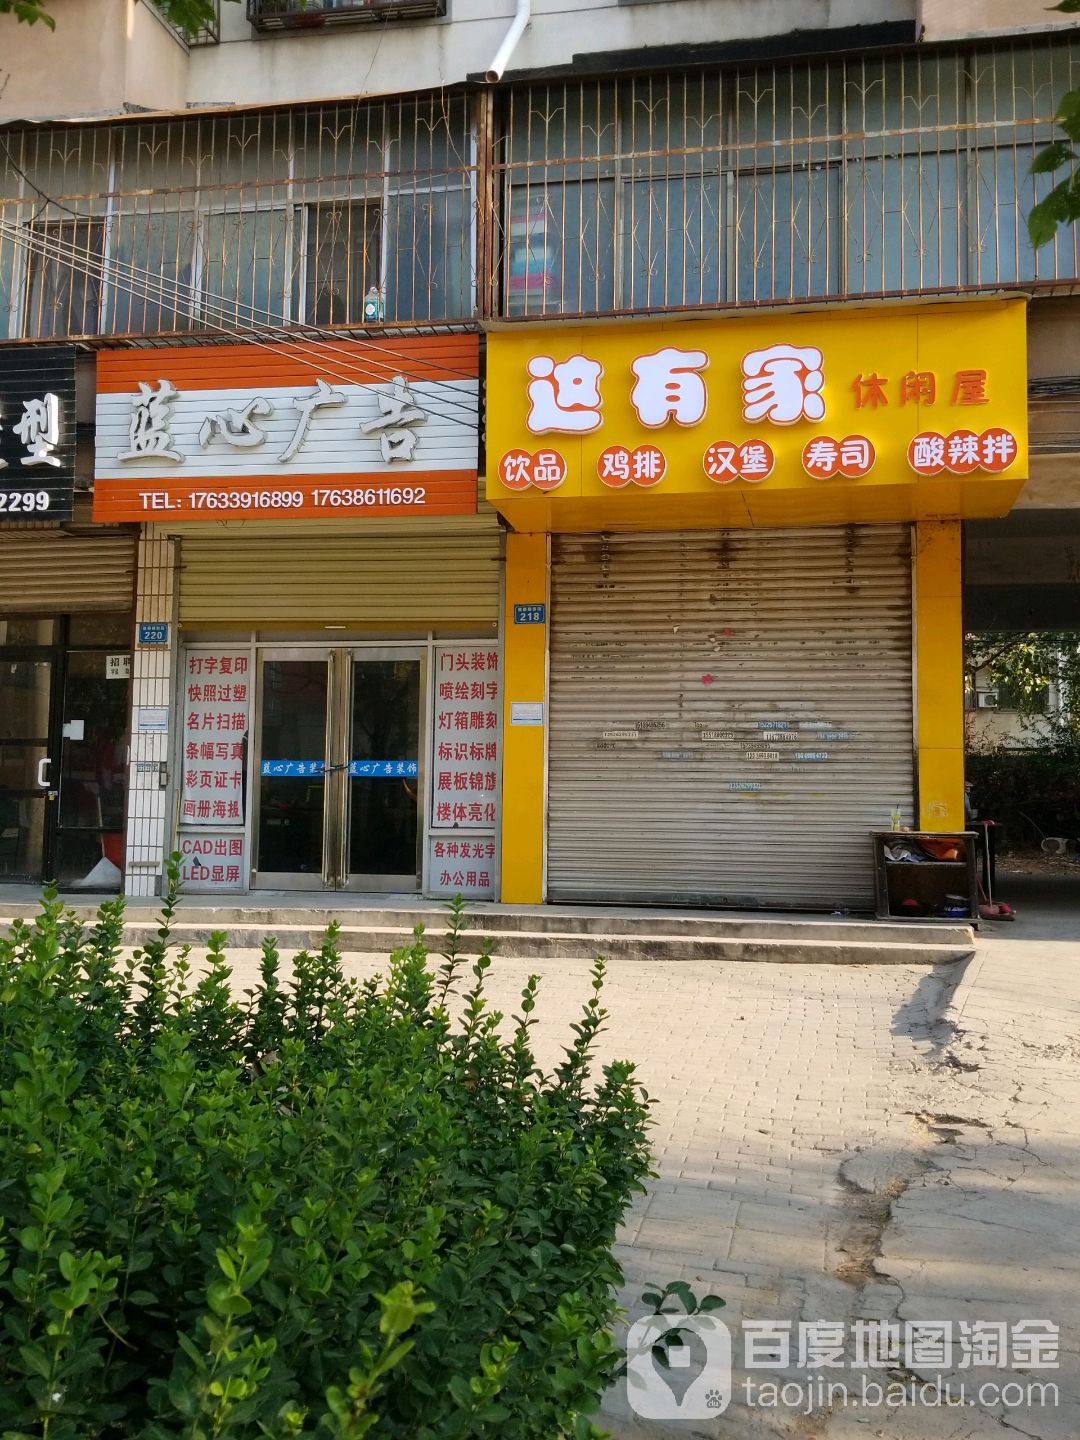 型
2299
蓝心广告
TEL: 17633916899 17638611692
迫有家 休闲屋
饮品 鸡排 汉堡 寿司 酸辣拌
220
218
招聘
打字复印
快照过塑
名片扫描
条幅写真
彩页证卡
画册海报
CAD出图
LED显屏
蓝心广告装饰
蓝心广告装饰
门头装饰
喷绘刻字
灯箱雕刻
标识标牌
展板锦旗
楼体亮化
各种发光字
办公用品
百度地图淘金
taojin.baidu.com